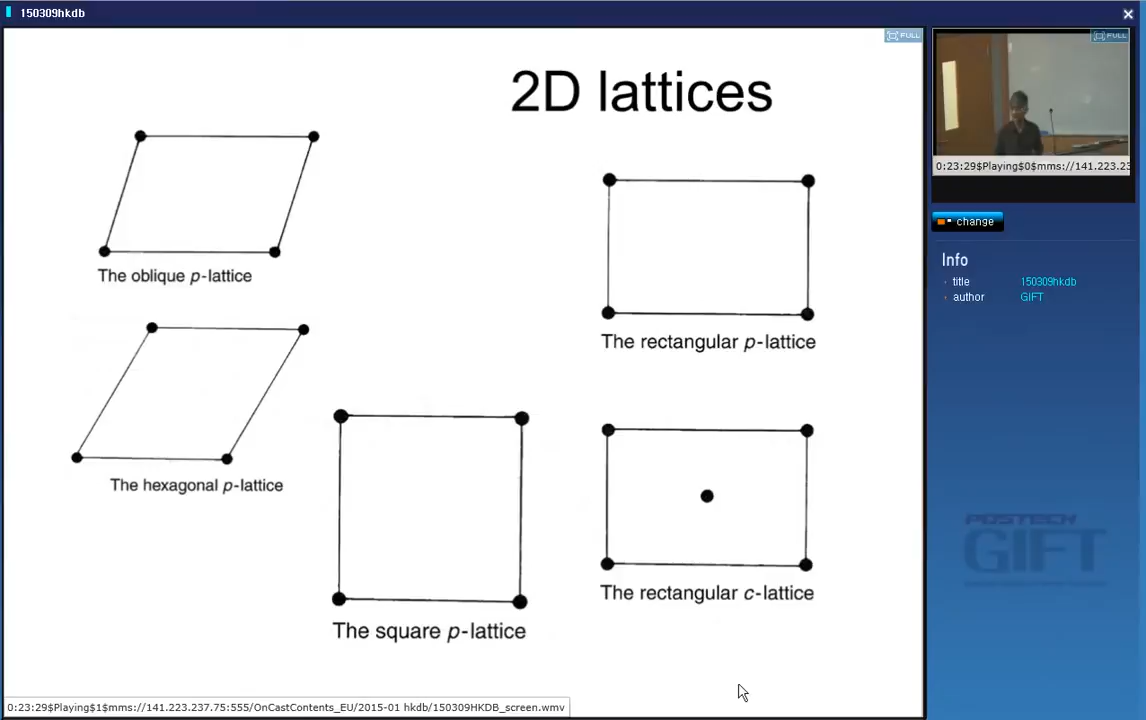 150309hkdb
FULL
2D lattices
The oblique p-lattice
The rectangular p-lattice
The hexagonal p-lattice
The rectangular c-lattice
The square p-lattice
0:23:29$Playing$1$mms://141.223.237.75:555/OnCastContents_EU/2015-01 hkdb/150309HKDB_screen.wmv
FULL
0:23:29$Playing$0$mms://141.223.23
change
Info
title 150309hkdb
author GIFT
POSTECH
GIFT